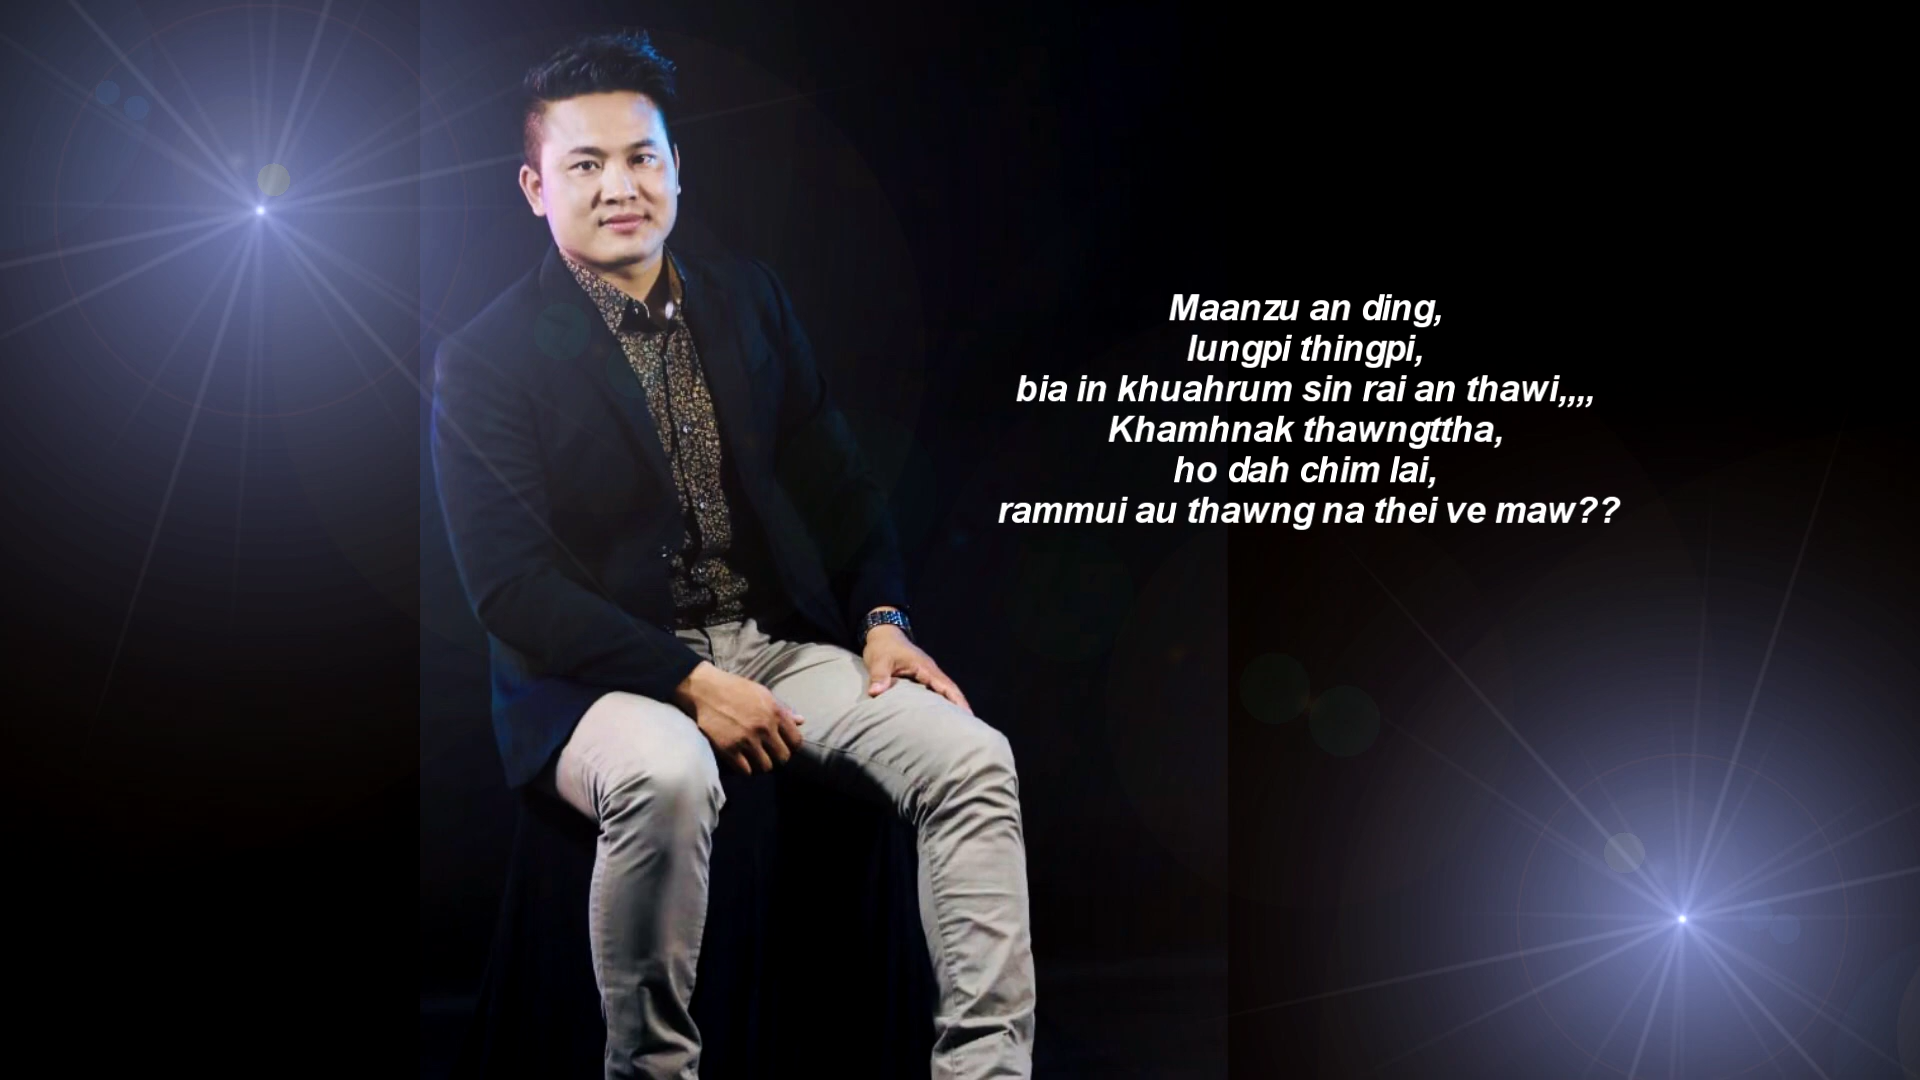 Maanzu an ding,
lungpi thingpi,
bia in khuahrum sin rai an thawi,,,,
Khamhnak thawngttha,
ho dah chim lai,
rammui au thawng na thei ve maw??